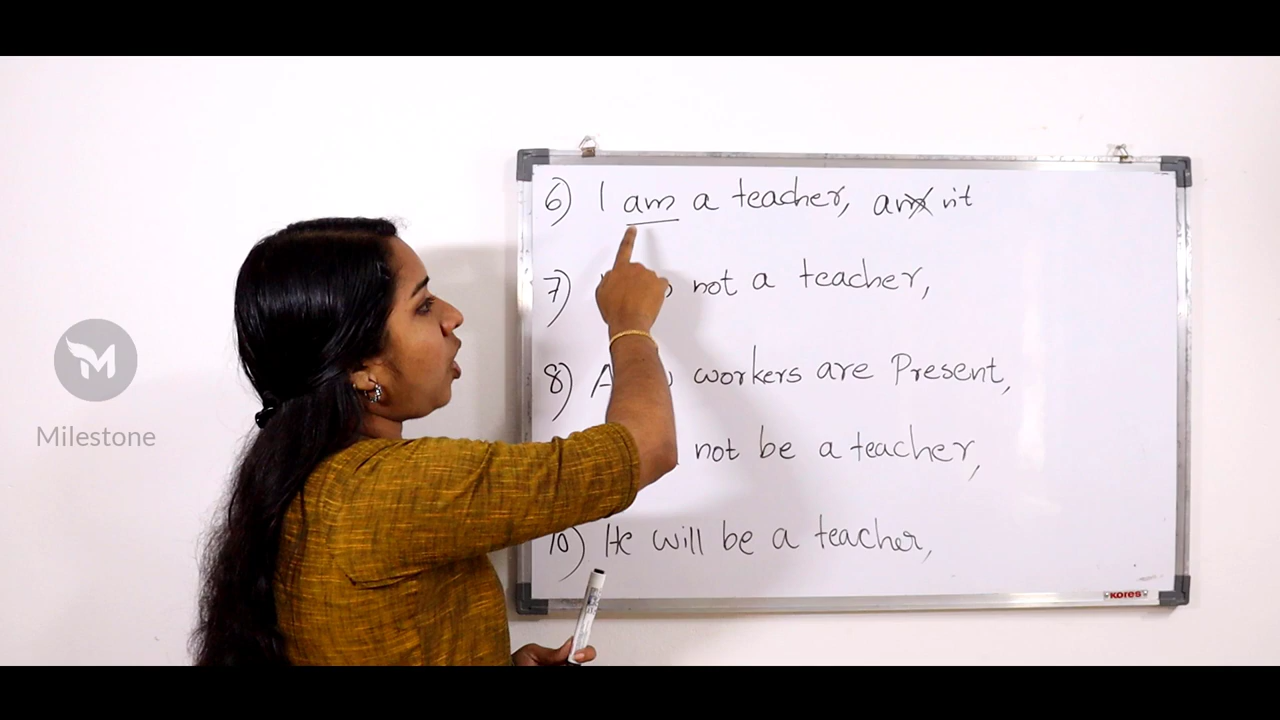 6) I am a teacher, am n't
7) not a teacher,
8) A workers are Present,
not be a teacher,
10) He will be a teacher,
KORES
M
Milestone